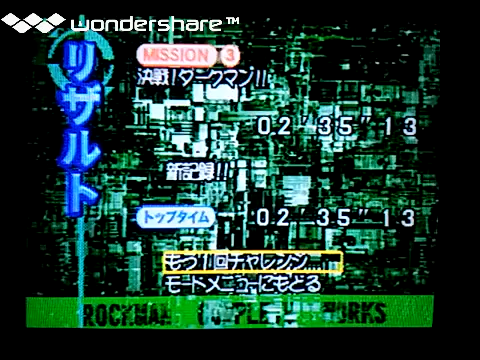 wondershare™
リザルト
MISSION 3
決戦!ダークマン!!
02"35"13
新記録!!
トップタイム 02"35"13
もう1回チャレンジ
モードメニューにもどる
ROCKMAN COMPLETE WORKS